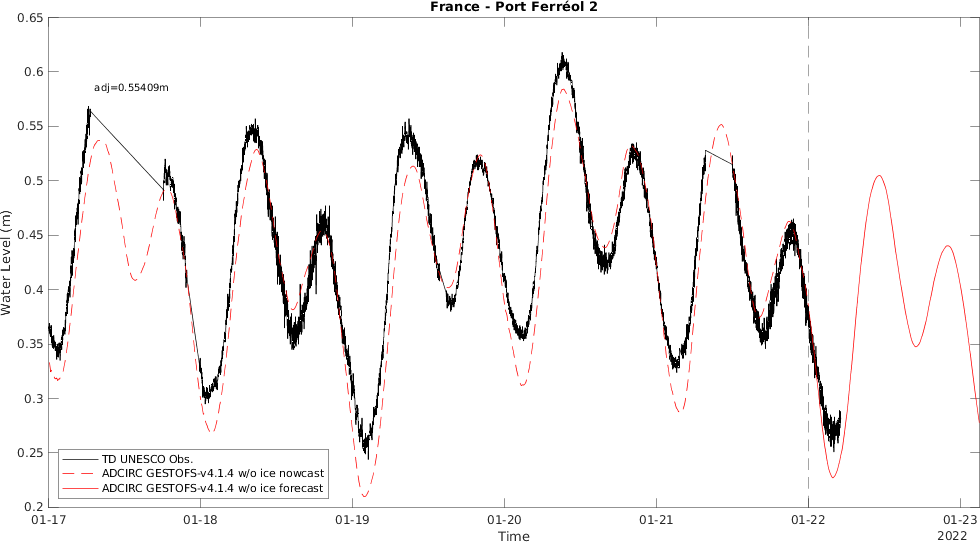 France - Port Ferréol 2
Water Level (m)
0.65
0.6
0.55
0.5
0.45
0.4
0.35
0.3
0.25
0.2
adj=0.55409m
TD UNESCO Obs.
ADCIRC GESTOFS-v4.1.4 w/o ice nowcast
ADCIRC GESTOFS-v4.1.4 w/o ice forecast
01-17 01-18 01-19 01-20 01-21 01-22 01-23
Time
2022